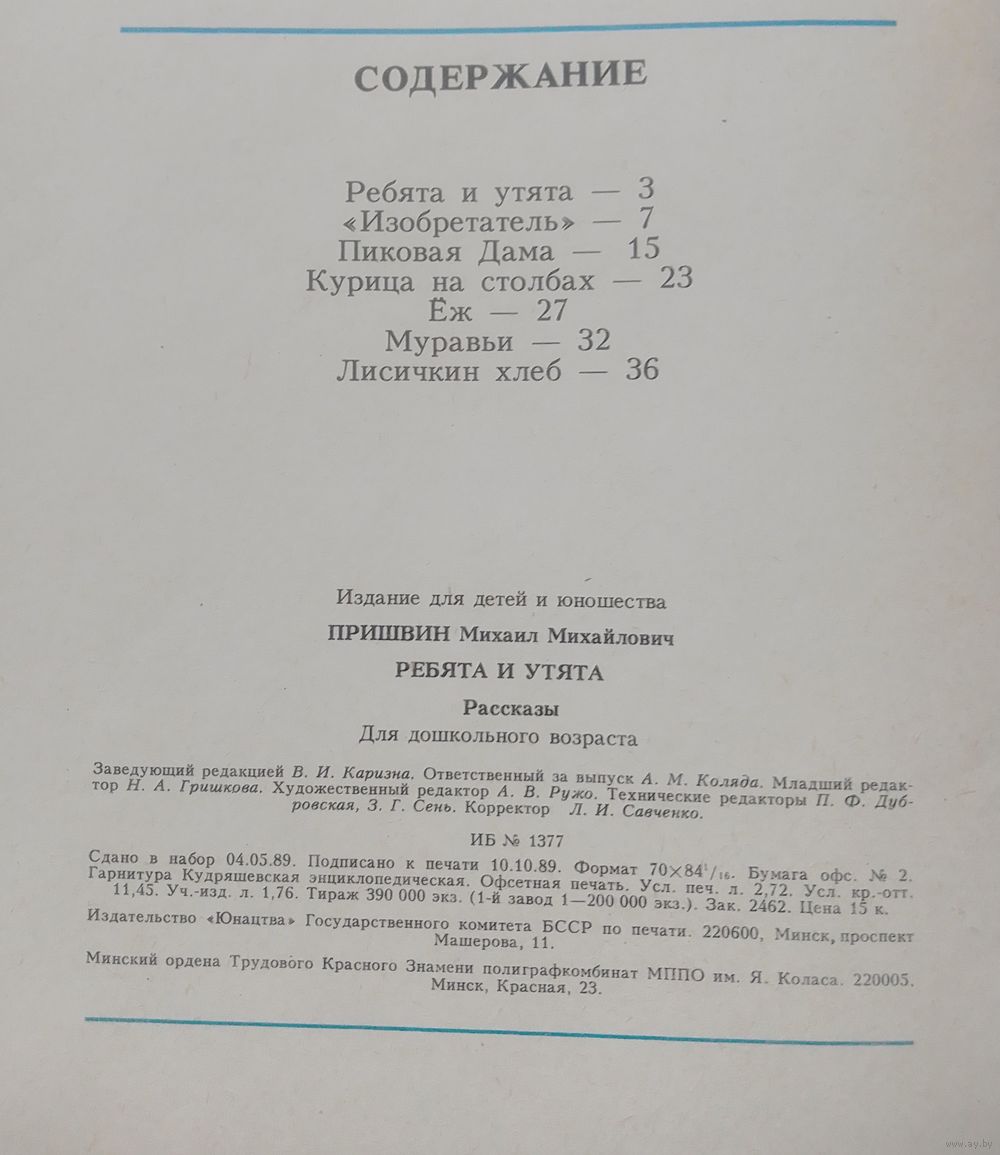 СОДЕРЖАНИЕ
Ребята и утята — 3
«Изобретатель» — 7
Пиковая Дама — 15
Курица на столбах — 23
Ёж — 27
Муравьи — 32
Лисичкин хлеб — 36
Издание для детей и юношества
ПРИШВИН Михаил Михайлович
РЕБЯТА И УТЯТА
Рассказы
Для дошкольного возраста
Заведующий редакцией В. И. Каризна. Ответственный за выпуск А. М. Коляда. Младший редак-
тор Н. А. Гришкова. Художественный редактор А. В. Ружо. Технические редакторы П. Ф. Дуб-
ровская, З. Г. Сень. Корректор Л. И. Савченко.
ИБ № 1377
Сдано в набор 04.05.89. Подписано к печати 10.10.89. Формат 70×84¹/₁₆. Бумага офс. № 2.
Гарнитура Кудряшевская энциклопедическая. Офсетная печать. Усл. печ. л. 2,72. Усл. кр.-отт.
11,45. Уч.-изд. л. 1,76. Тираж 390 000 экз. (1-й завод 1—200 000 экз.). Зак. 2462. Цена 15 к.
Издательство «Юнацтва» Государственного комитета БССР по печати. 220600, Минск, проспект
Машерова, 11.
Минский ордена Трудового Красного Знамени полиграфкомбинат МППО им. Я. Коласа. 220005.
Минск, Красная, 23.
www.ay.by